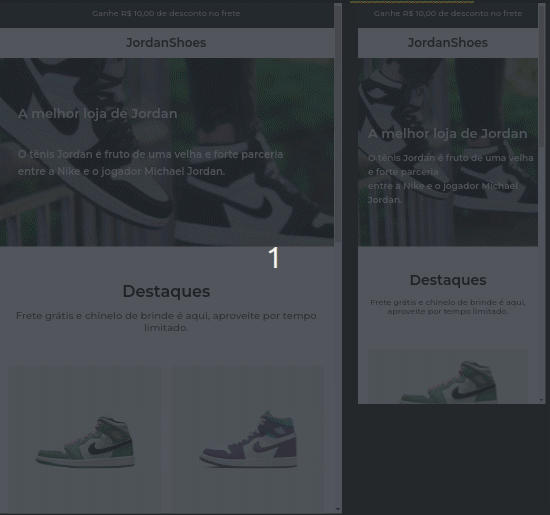 Ganhe R$ 10,00 de desconto no frete
JordanShoes
A melhor loja de Jordan
O tênis Jordan é fruto de uma velha e forte parceria
entre a Nike e o jogador Michael Jordan.
Destaques
Frete grátis e chinelo de brinde é aqui, aproveite por tempo
limitado.
1
Ganhe R$ 10,00 de desconto no frete
JordanShoes
A melhor loja de Jordan
O tênis Jordan é fruto de uma velha
e forte parceria
entre a Nike e o jogador Michael
Jordan.
Destaques
Frete grátis e chinelo de brinde é aqui,
aproveite por tempo limitado.